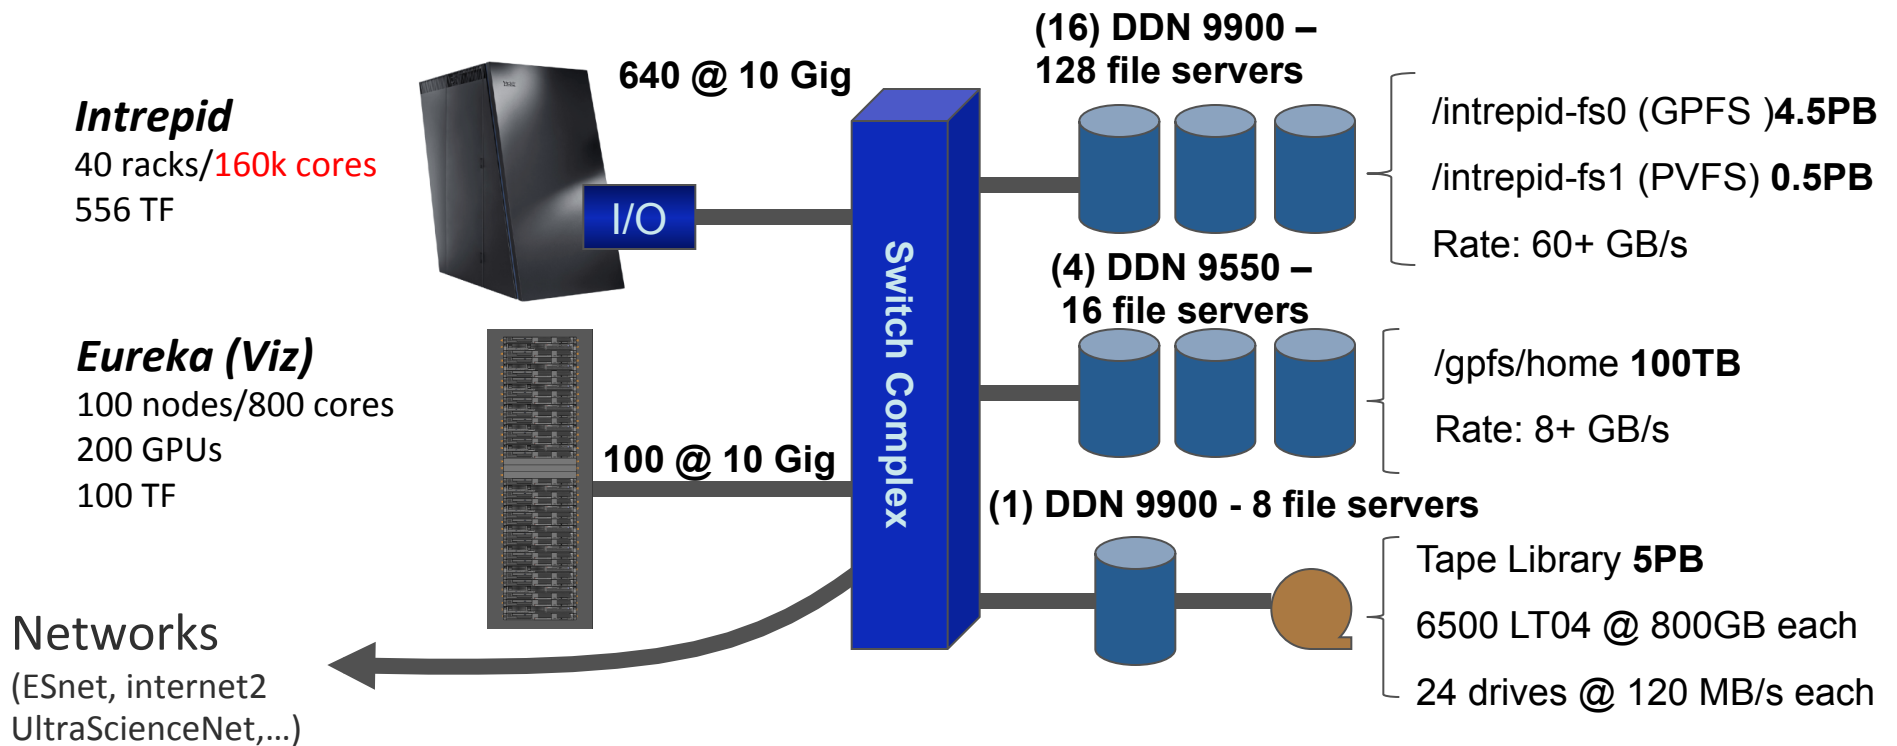 Intrepid
40 racks/160k cores
556 TF
640 @ 10 Gig
I/O
Eureka (Viz)
100 nodes/800 cores
200 GPUs
100 TF
100 @ 10 Gig
Networks
(ESnet, internet2
UltraScienceNet,...)
Switch Complex
(16) DDN 9900 –
128 file servers
/intrepid-fs0 (GPFS )4.5PB
/intrepid-fs1 (PVFS) 0.5PB
Rate: 60+ GB/s
(4) DDN 9550 –
16 file servers
/gpfs/home 100TB
Rate: 8+ GB/s
(1) DDN 9900 - 8 file servers
Tape Library 5PB
6500 LT04 @ 800GB each
24 drives @ 120 MB/s each